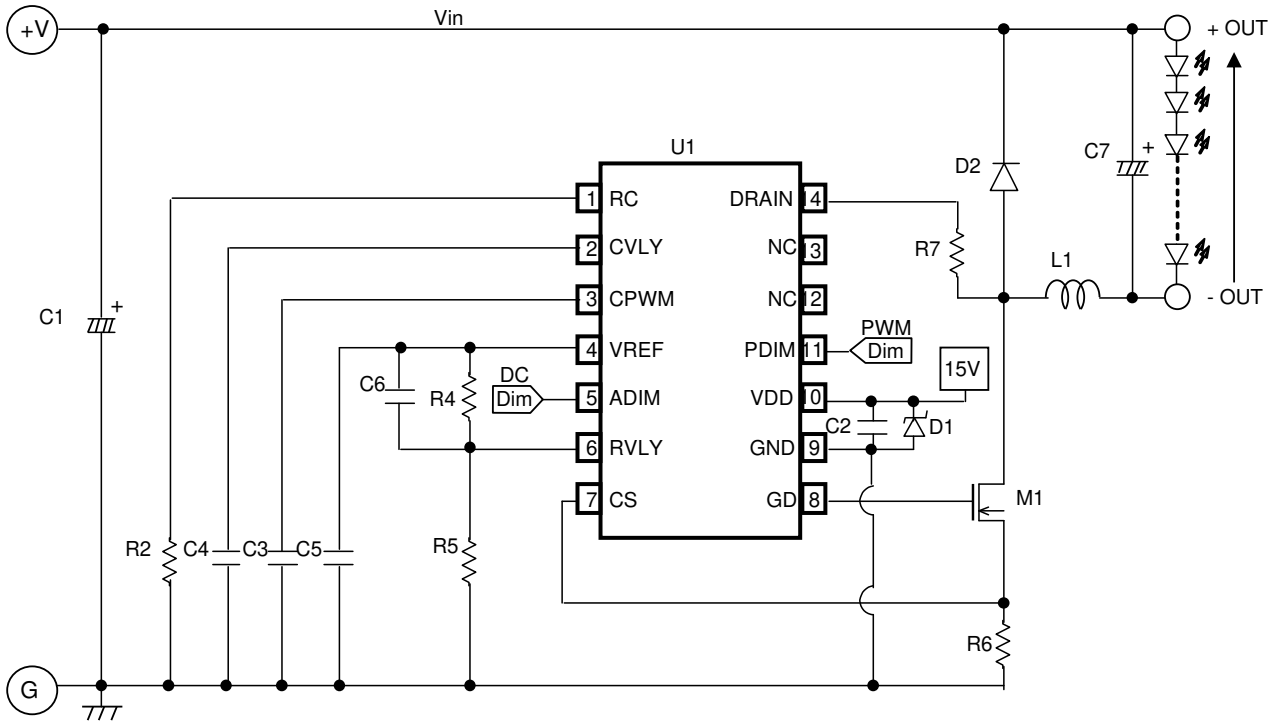 +V
Vin
+ OUT
U1
D2
C7
+
1
RC
DRAIN
14
2
CVLY
NC
13
R7
L1
3
CPWM
NC
12
- OUT
C1
+
4
VREF
PDIM
11
PWM
Dim
15V
C6
R4
DC
Dim
5
ADIM
VDD
10
C2
D1
6
RVLY
GND
9
7
CS
GD
8
M1
R2
C4
C3
C5
R5
R6
G